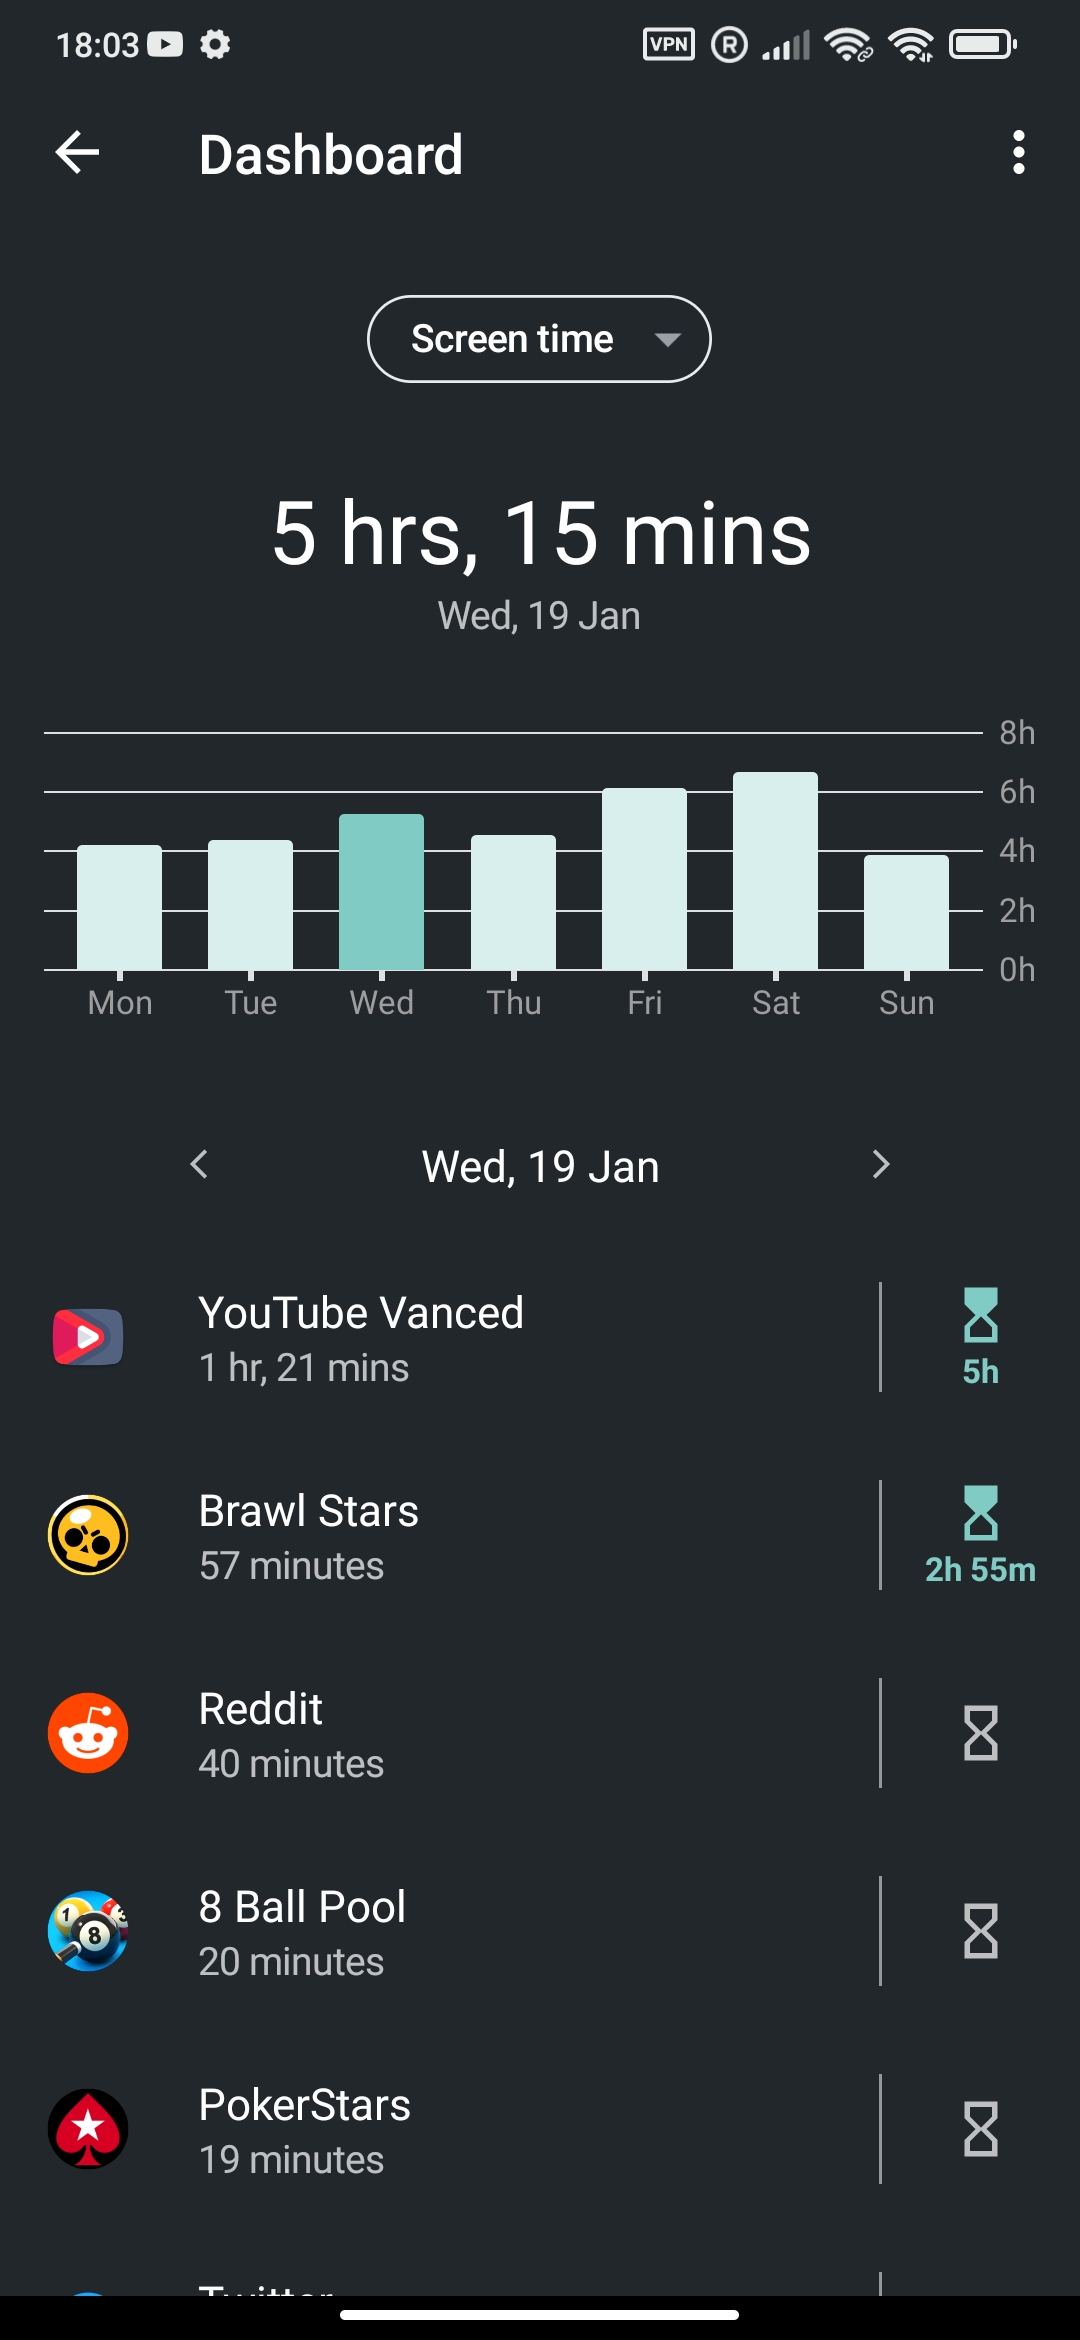 18:03
VPN R
Dashboard
Screen time
5 hrs, 15 mins
Wed, 19 Jan
8h
6h
4h
2h
0h
Mon Tue Wed Thu Fri Sat Sun
Wed, 19 Jan
YouTube Vanced
1 hr, 21 mins
5h
Brawl Stars
57 minutes
2h 55m
Reddit
40 minutes
8 Ball Pool
20 minutes
PokerStars
19 minutes
Twitter